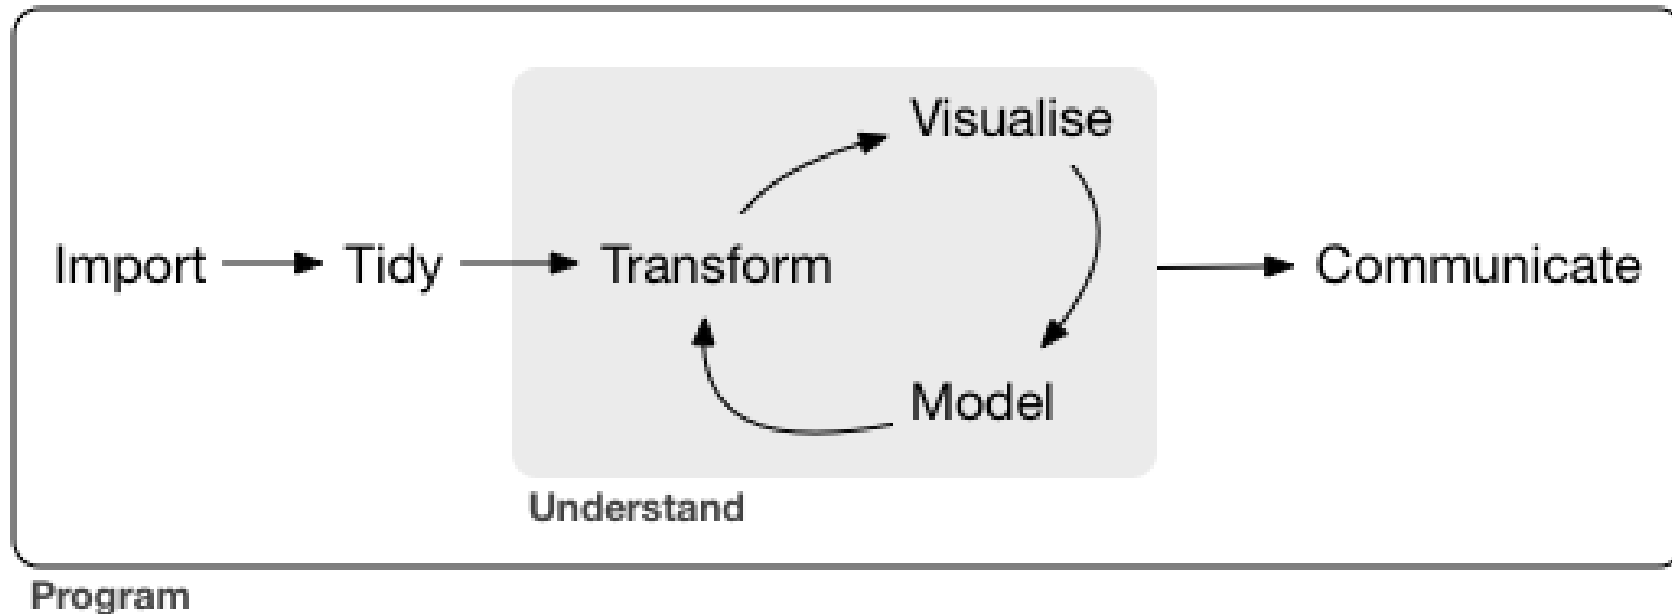 Visualise
Import Tidy Transform Communicate
Model
Understand
Program